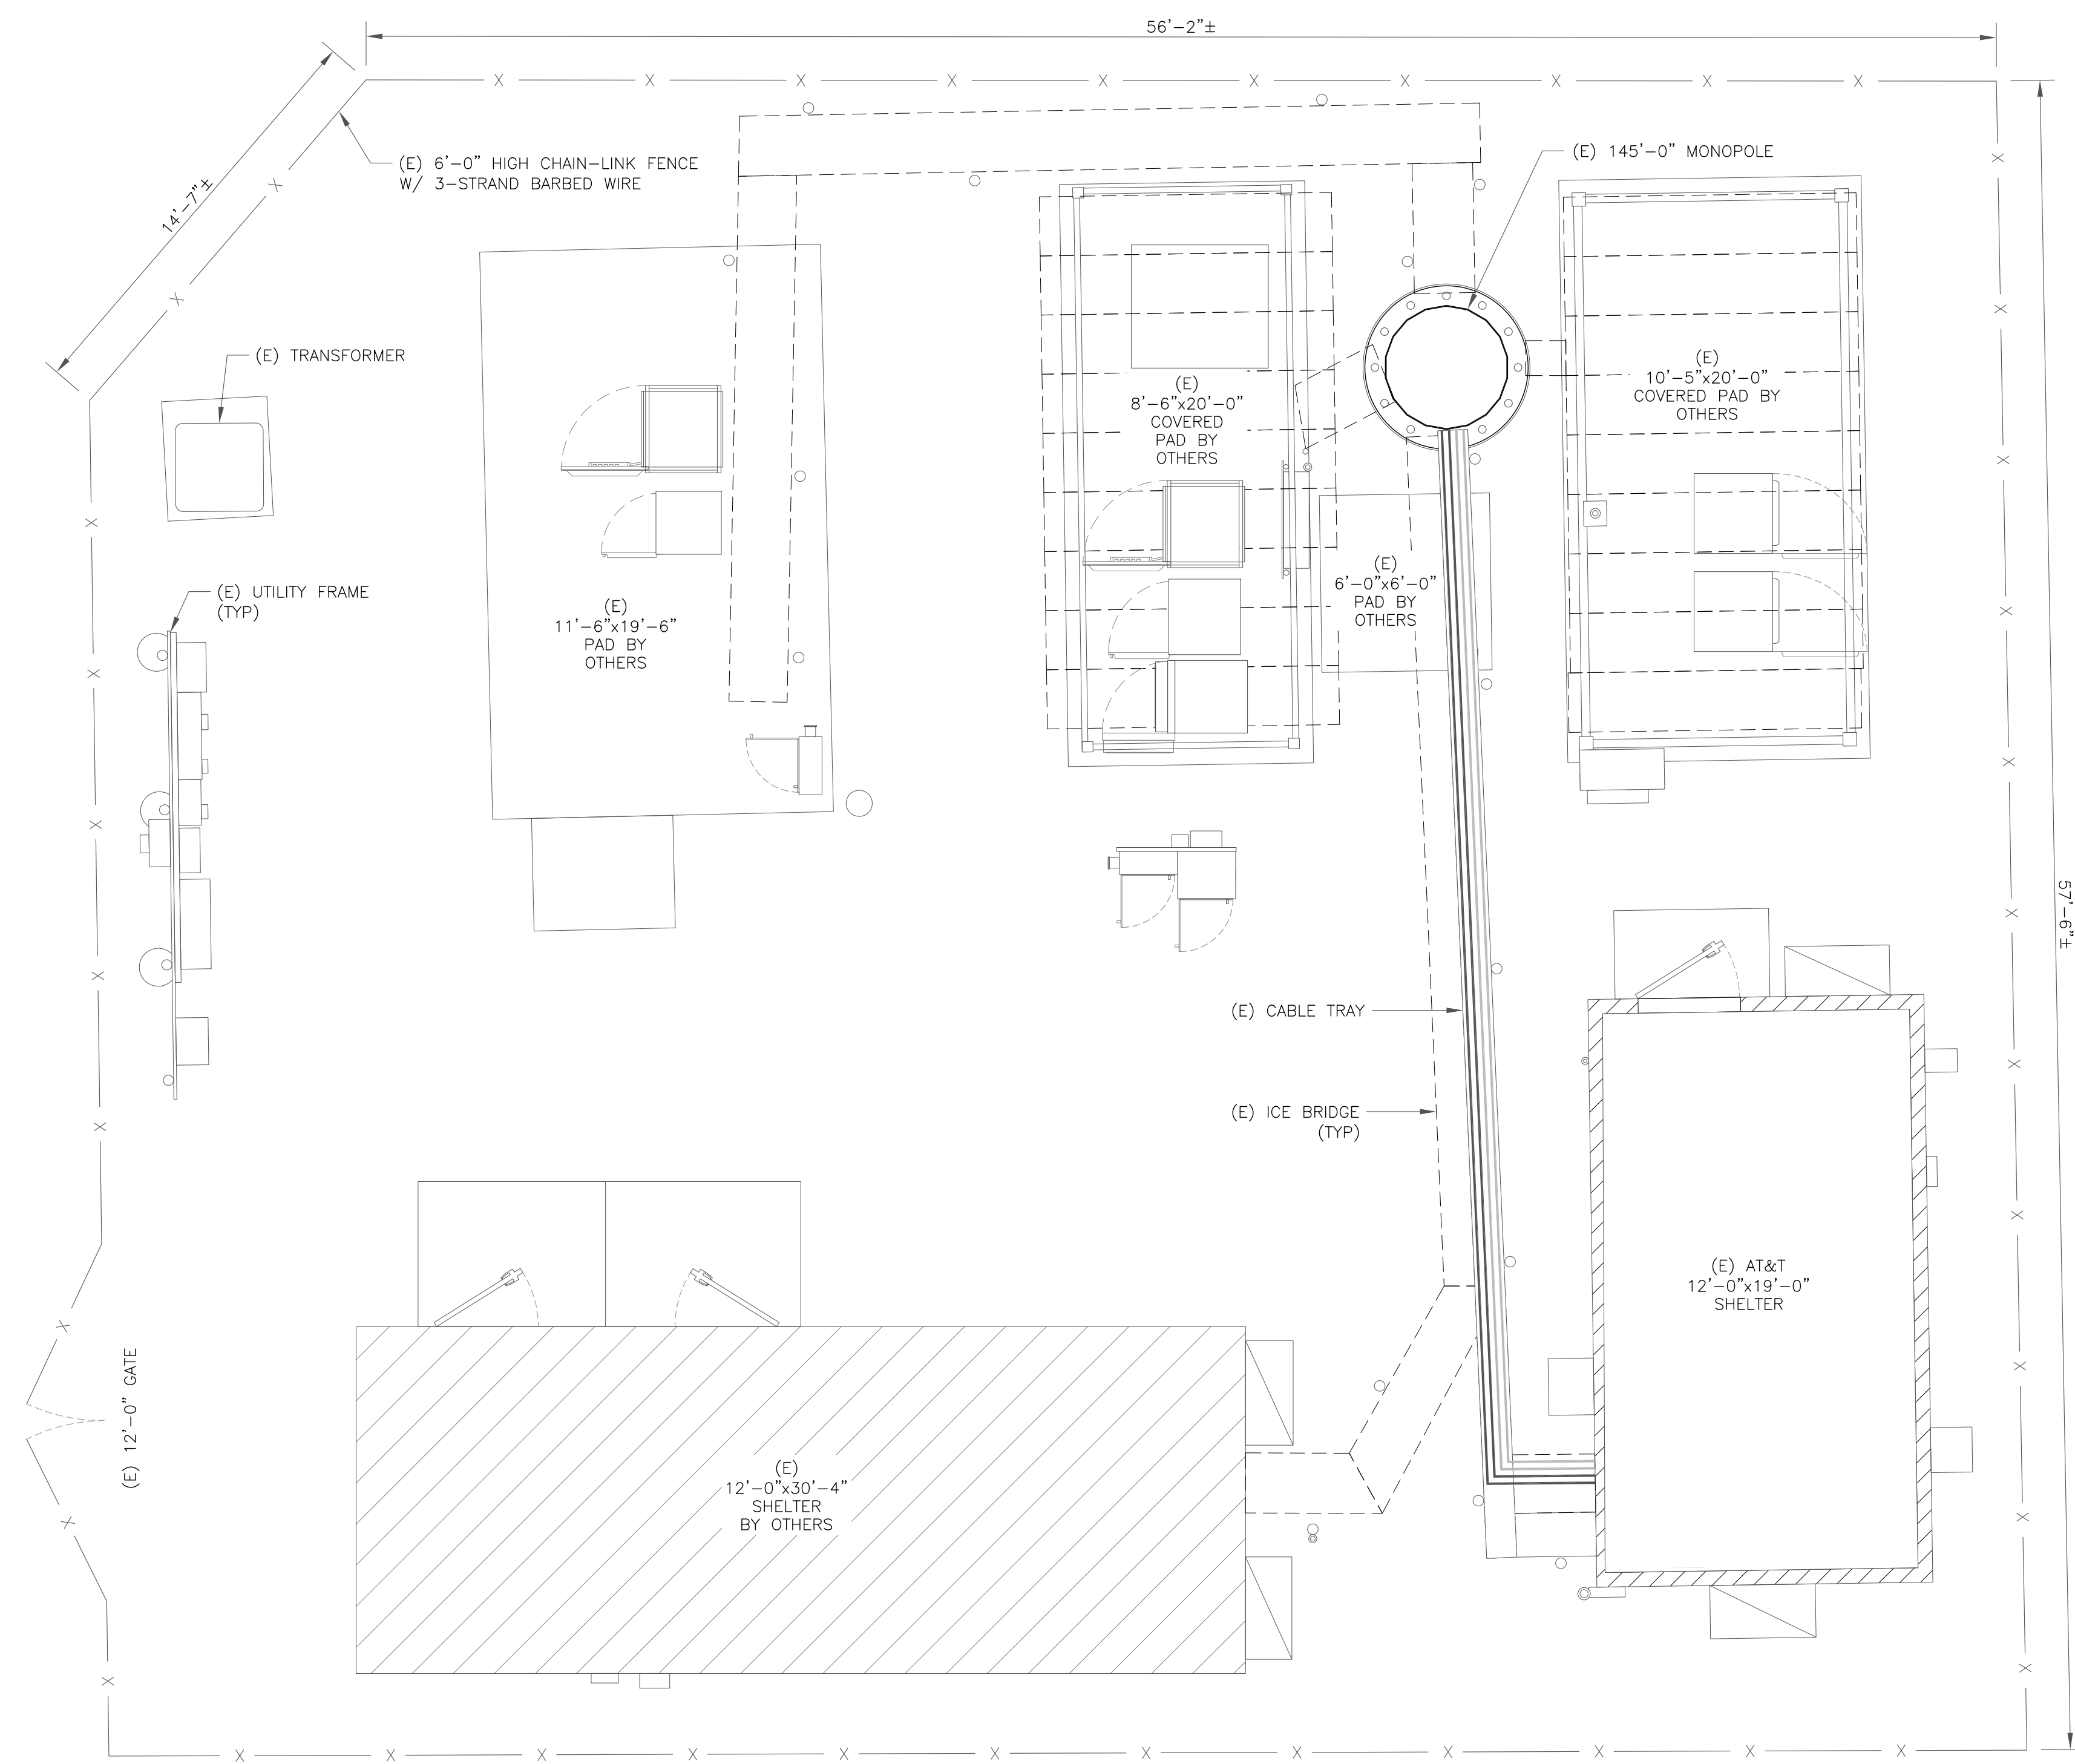 56'-2"±
14'-7"±
(E) 6'-0" HIGH CHAIN-LINK FENCE
W/ 3-STRAND BARBED WIRE
(E) 145'-0" MONOPOLE
(E) TRANSFORMER
(E)
8'-6"x20'-0"
COVERED
PAD BY
OTHERS
(E)
10'-5"x20'-0"
COVERED PAD BY
OTHERS
(E) UTILITY FRAME
(TYP)
(E)
11'-6"x19'-6"
PAD BY
OTHERS
(E)
6'-0"x6'-0"
PAD BY
OTHERS
57'-6"±
(E) CABLE TRAY
(E) ICE BRIDGE
(TYP)
(E) AT&T
12'-0"x19'-0"
SHELTER
(E) 12'-0" GATE
(E)
12'-0"x30'-4"
SHELTER
BY OTHERS